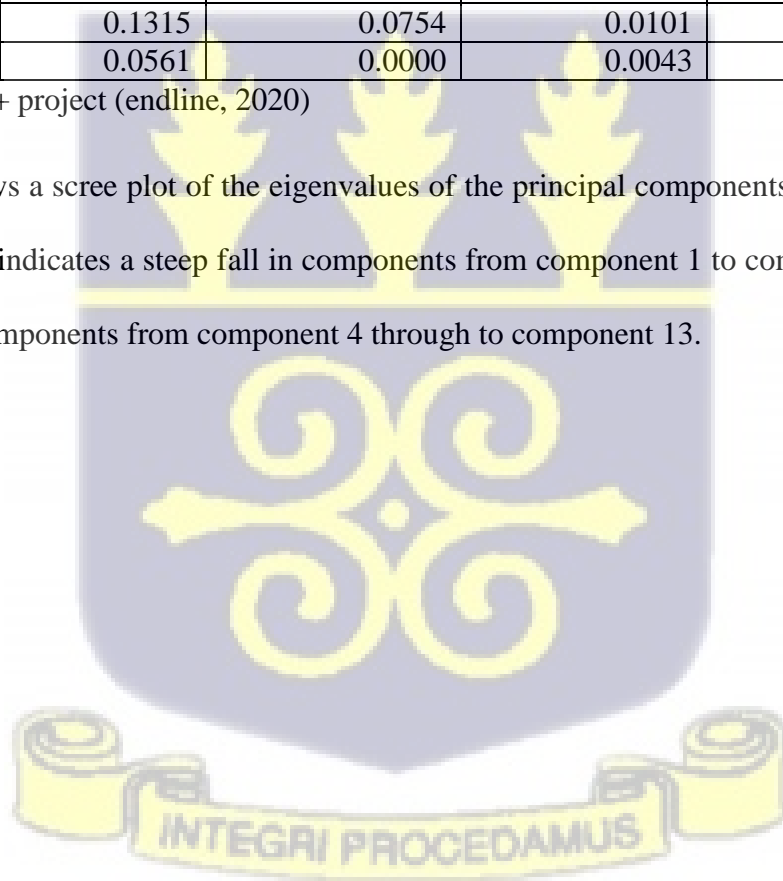 0.1315 0.0754 0.0101
0.0561 0.0000 0.0043
+ project (endline, 2020)
vs a scree plot of the eigenvalues of the principal components
indicates a steep fall in components from component 1 to con
mponents from component 4 through to component 13.
INTEGRI PROCEDAMUS